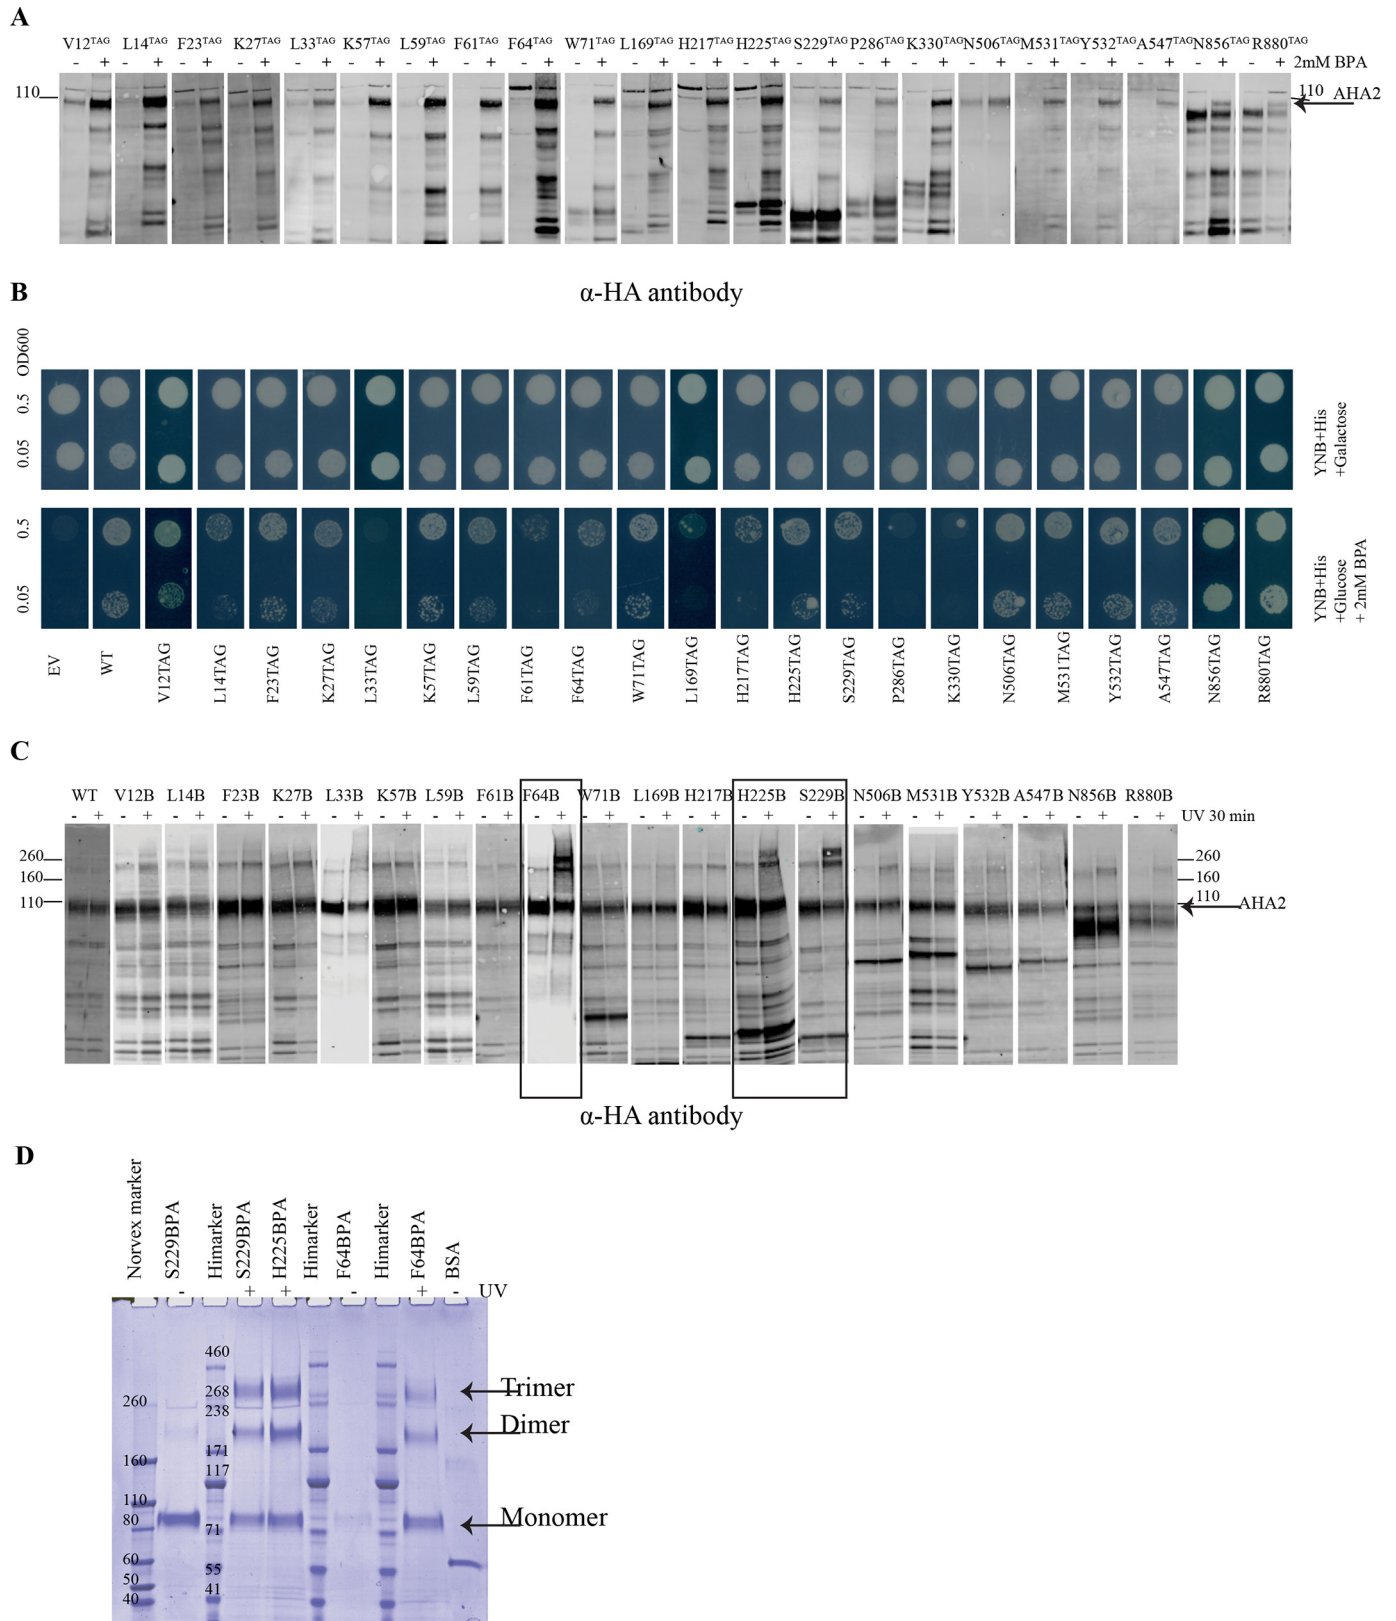 A
V12TAG L14TAG F23TAG K27TAG L33TAG K57TAG L59TAG F61TAG F64TAG W71TAG L169TAG H217TAG H225TAG S229TAG P286TAG K330TAG N506TAG M531TAG Y532TAG A547TAG N856TAG R880TAG
- + - + - + - + - + - + - + - + - + - + - + - + - + - + - + - + - + - + - + - + - + - + 2mM BPA
110 110 AHA2
α-HA antibody
B
OD600
0.5
0.05
YNB+His
+Galactose
0.5
0.05
YNB+His
+Glucose
+ 2mM BPA
EV WT V12TAG L14TAG F23TAG K27TAG L33TAG K57TAG L59TAG F61TAG F64TAG W71TAG L169TAG H217TAG H225TAG S229TAG P286TAG K330TAG N506TAG M531TAG Y532TAG A547TAG N856TAG R880TAG
C
WT V12B L14B F23B K27B L33B K57B L59B F61B F64B W71B L169B H217B H225B S229B N506B M531B Y532B A547B N856B R880B
- + - + - + - + - + - + - + - + - + - + - + - + - + - + - + - + - + - + - + - + - + UV 30 min
260 260
160 160
110 110 AHA2
α-HA antibody
D
Norvex marker S229BPA Himarker S229BPA H225BPA Himarker F64BPA Himarker F64BPA BSA
- + + - + - UV
460
268 Trimer
260 238
Dimer
171
160 117
110
80 71 Monomer
60 55
50 41
40